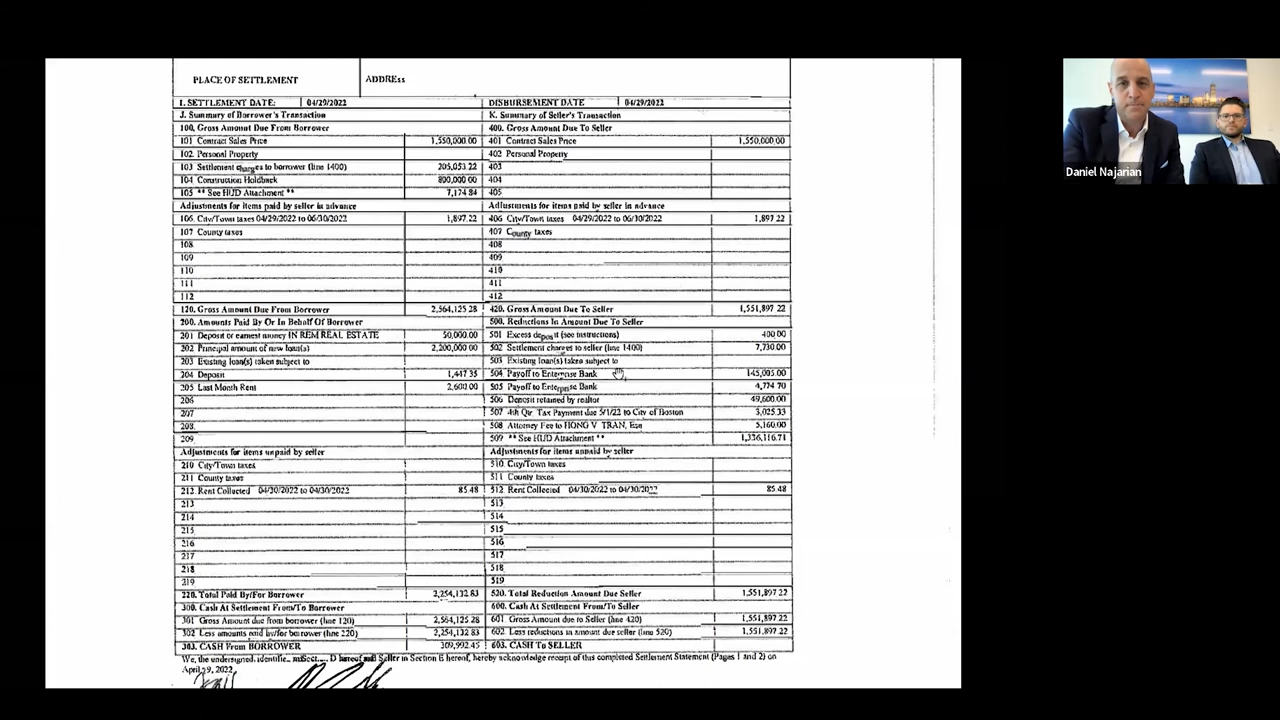 PLACE OF SETTLEMENT ADDREss
I. SETTLEMENT DATE: 04/29/2022 DISBURSEMENT DATE 04/29/2022
J. Summary of Borrower's Transaction K. Summary of Seller's Transaction
100. Gross Amount Due From Borrower 400. Gross Amount Due To Seller
101 Contract Sales Price 1,550,000.00 401 Contract Sales Price 1,550,000.00
102. Personal Property 402 Personal Property
103 Settlement charges to borrower (line 1400) 205,053.22 403
104 Construction Holdback 800,000.00 404
105 ** See HUD Attachment ** 7,174.84 405
Adjustments for items paid by seller in advance Adjustments for items paid by seller in advance
106. City/Town taxes 04/29/2022 to 06/30/2022 1,897.22 406 City/Town taxes 04/29/2022 to 06/30/2022 1,897.22
107 County taxes 407 County taxes
108 408
109 409
110 410
111 411
112 412
120. Gross Amount Due From Borrower 2,564,125.28 420. Gross Amount Due To Seller 1,551,897.22
200. Amounts Paid By Or In Behalf Of Borrower 500. Reductions In Amount Due To Seller
201 Deposit or earnest money IN REM REAL ESTATE 50,000.00 501 Excess deposit (see instructions) 400.00
202 Principal amount of new loan(s) 2,200,000.00 502 Settlement charges to seller (line 1400) 7,730.00
203 Existing loan(s) taken subject to 503 Existing loan(s) taken subject to
204 Deposit 1,447.35 504 Payoff to Enterprise Bank 145,005.00
205 Last Month Rent 2,600.00 505 Payoff to Enterprise Bank 4,774.70
206 506 Deposit retained by realtor 49,600.00
207 507 4th Qtr Tax Payment due 5/1/22 to City of Boston 3,025.33
208. 508 Attorney Fee to HONG V TRAN, Esq 5,160.00
209. 509 ** See HUD Attachment ** 1,336,116.71
Adjustments for items unpaid by seller Adjustments for items unpaid by seller
210 City/Town taxes 510. City/Town taxes
211 County taxes 511 County taxes
212 Rent Collected 04/30/2022 to 04/30/2022 85.48 512 Rent Collected 04/30/2022 to 04/30/2022 85.48
213 513
214 514
215 515
216 516
217 517
218 518
219 519
220. Total Paid By/For Borrower 2,254,132.83 520. Total Reduction Amount Due Seller 1,551,897.22
300. Cash At Settlement From/To Borrower 600. Cash At Settlement From/To Seller
301 Gross Amount due from borrower (line 120) 2,564,125.28 601 Gross Amount due to Seller (line 420) 1,551,897.22
302 Less amounts paid by/for borrower (line 220) 2,254,132.83 602 Less reductions in amount due seller (line 520) 1,551,897.22
303. CASH From BORROWER 309,992.45 603. CASH To SELLER
We, the undersigned, D hereof and Seller in Section E hereof, hereby acknowledge receipt of this completed Settlement Statement (Pages 1 and 2) on
April 29, 2022
Daniel Najarian